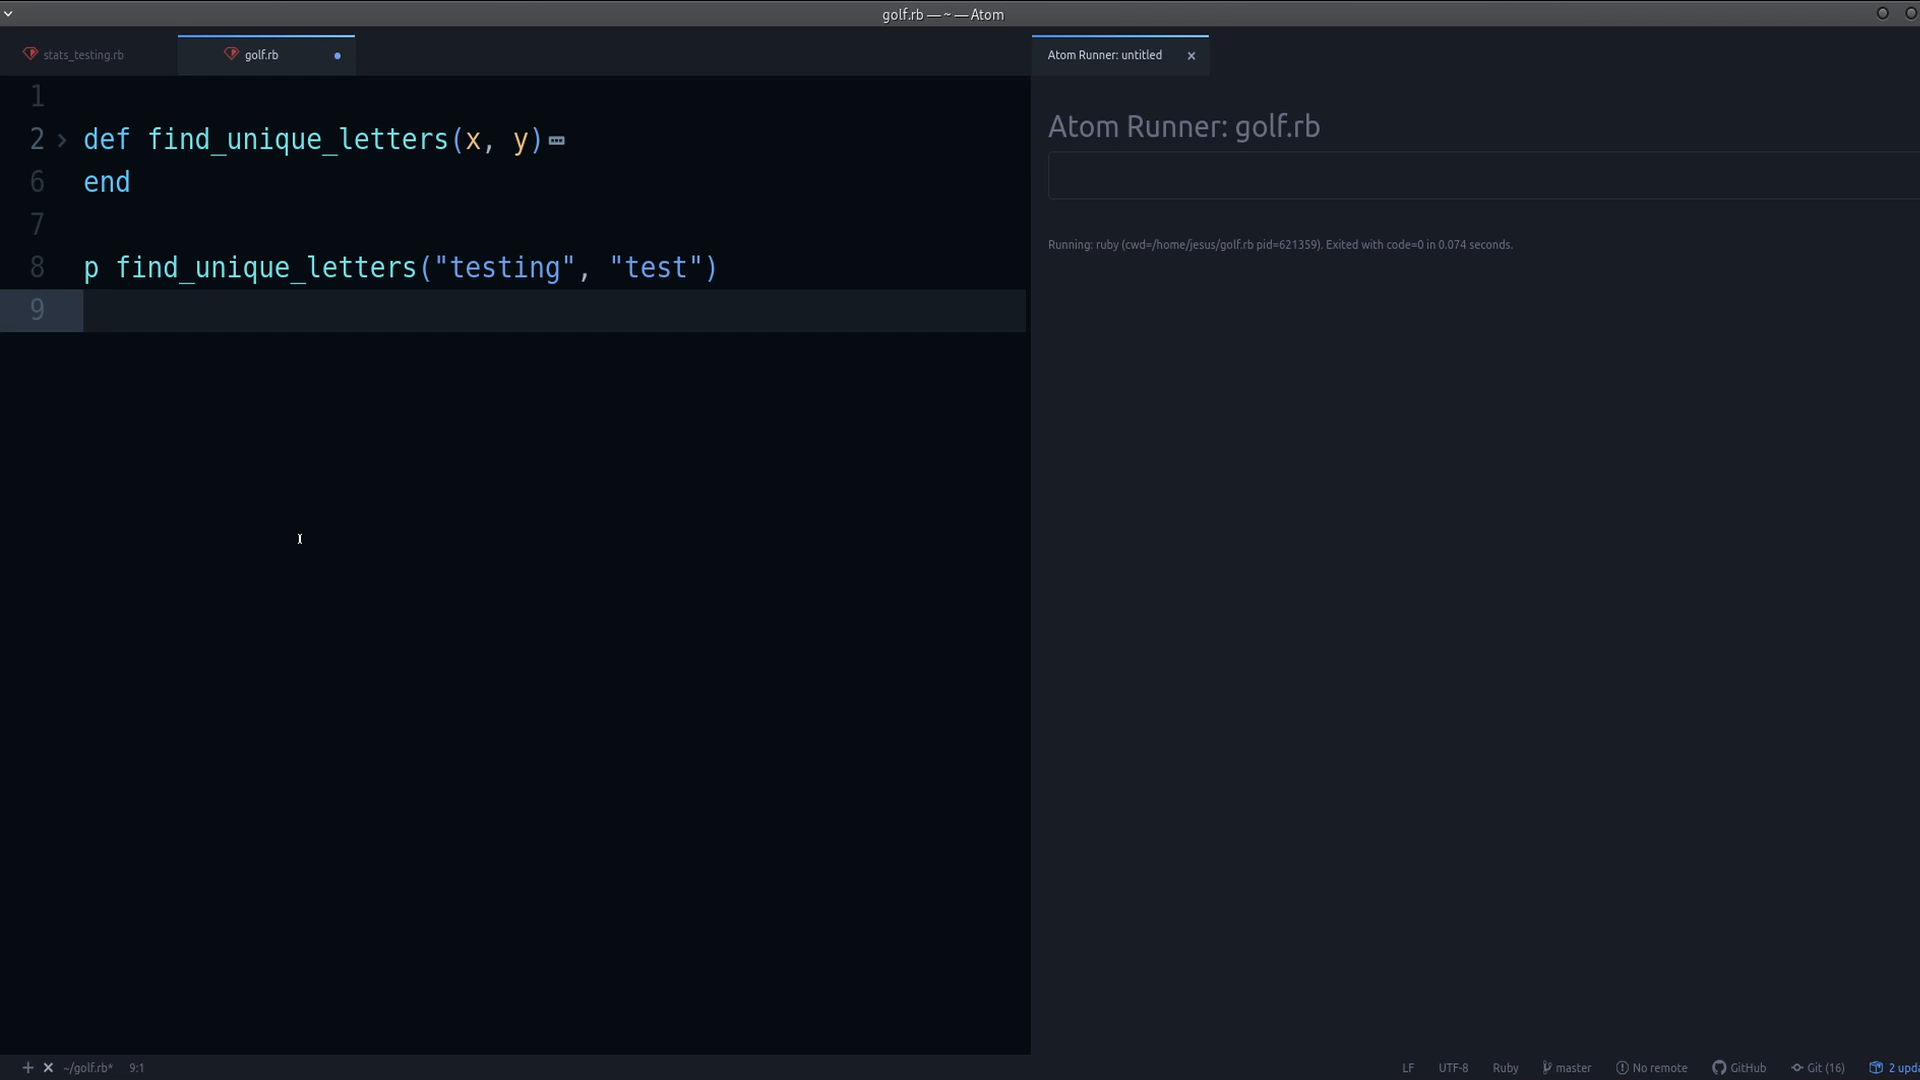 golf.rb — ~ — Atom
stats_testing.rb
golf.rb
Atom Runner: untitled
1
2 def find_unique_letters(x, y)
6 end
7
8 p find_unique_letters("testing", "test")
9
Atom Runner: golf.rb
Running: ruby (cwd=/home/jesus/golf.rb pid=621359). Exited with code=0 in 0.074 seconds.
~/golf.rb* 9:1 LF UTF-8 Ruby master No remote GitHub Git (16) 2 upda